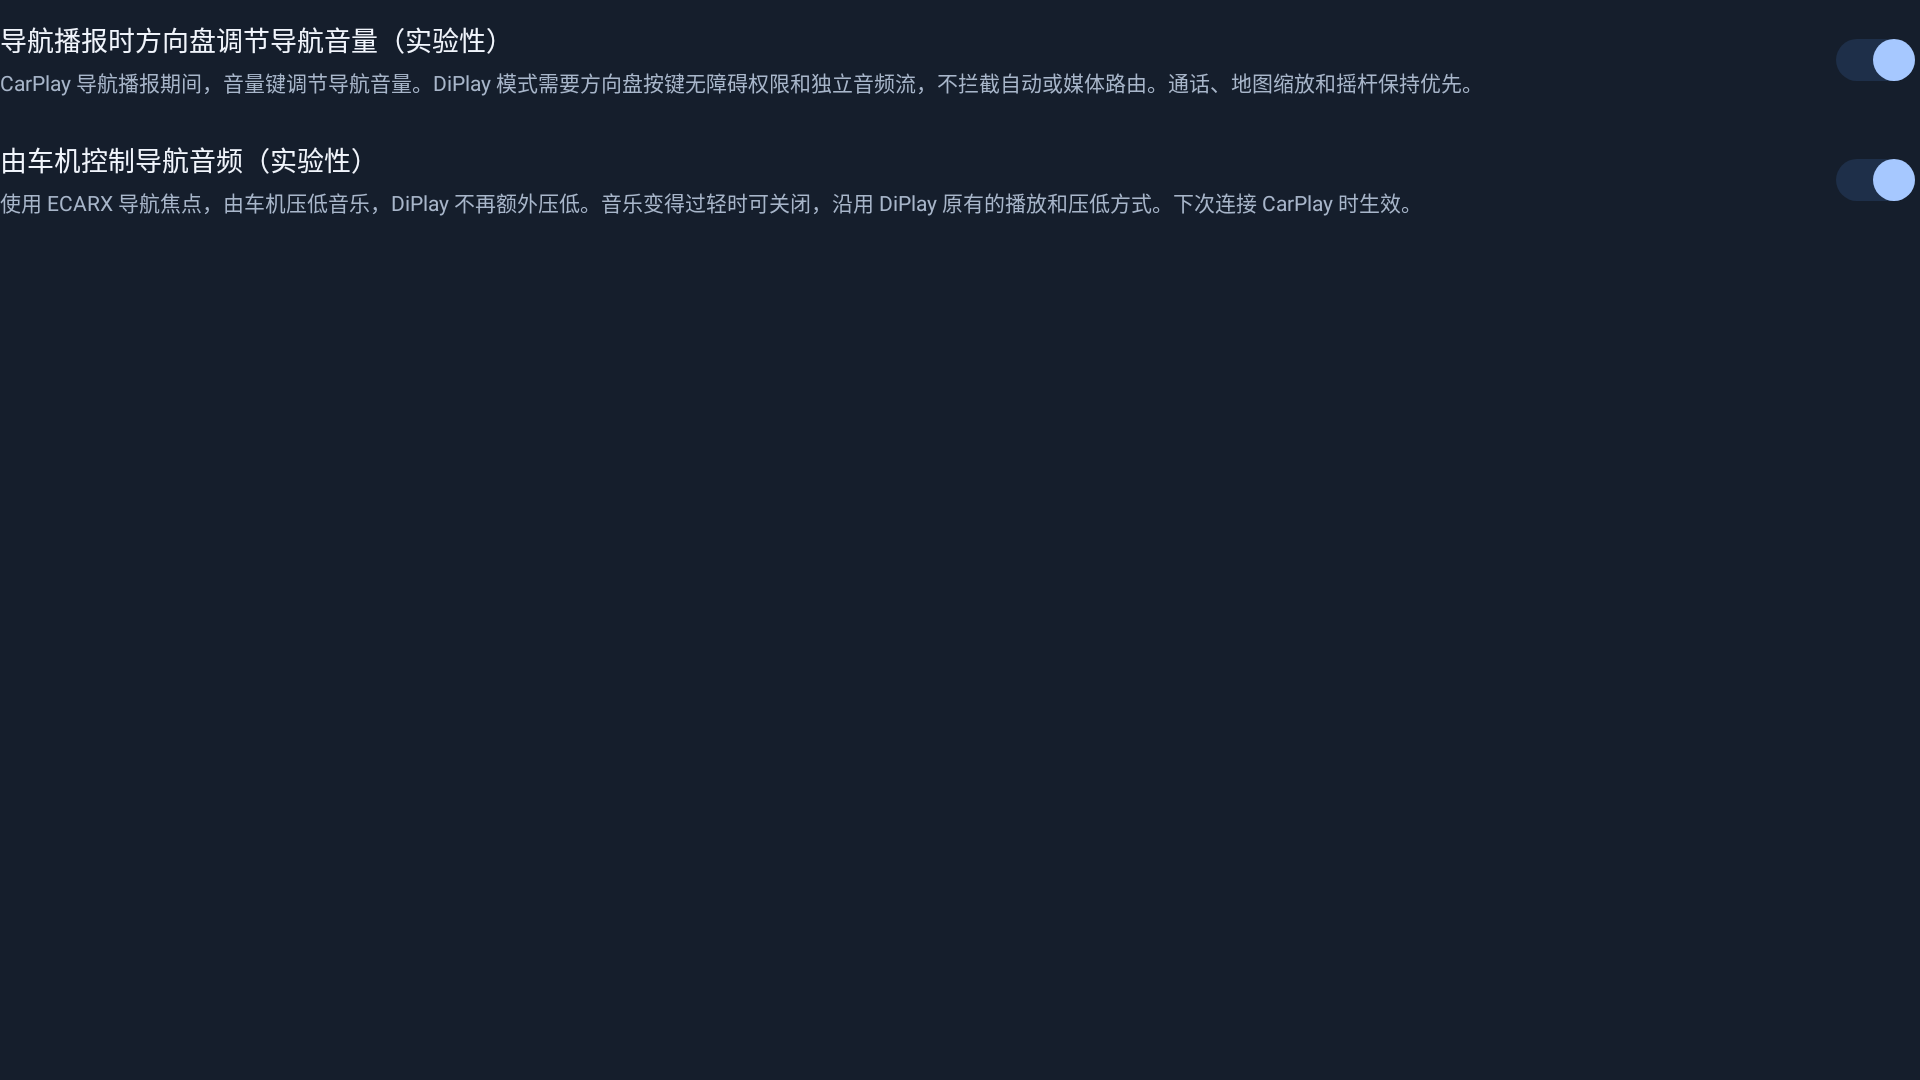 导航播报时方向盘调节导航音量（实验性）
CarPlay 导航播报期间，音量键调节导航音量。DiPlay 模式需要方向盘按键无障碍权限和独立音频流，不拦截自动或媒体路由。通话、地图缩放和摇杆保持优先。
由车机控制导航音频（实验性）
使用 ECARX 导航焦点，由车机压低音乐，DiPlay 不再额外压低。音乐变得过轻时可关闭，沿用 DiPlay 原有的播放和压低方式。下次连接 CarPlay 时生效。